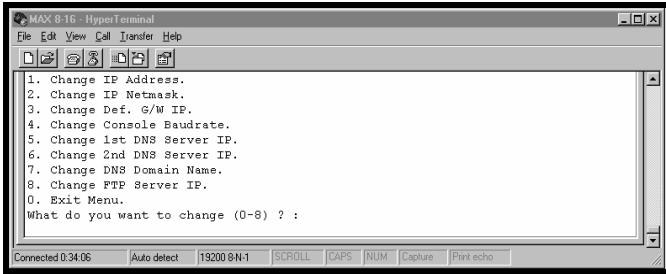 MAX 8-16 - HyperTerminal
File Edit View Call Transfer Help
1. Change IP Address.
2. Change IP Netmask.
3. Change Def. G/W IP.
4. Change Console Baudrate.
5. Change 1st DNS Server IP.
6. Change 2nd DNS Server IP.
7. Change DNS Domain Name.
8. Change FTP Server IP.
0. Exit Menu.
What do you want to change (0-8) ? :
Connected 0:34:06 Auto detect 19200 8-N-1 SCROLL CAPS NUM Capture Print echo